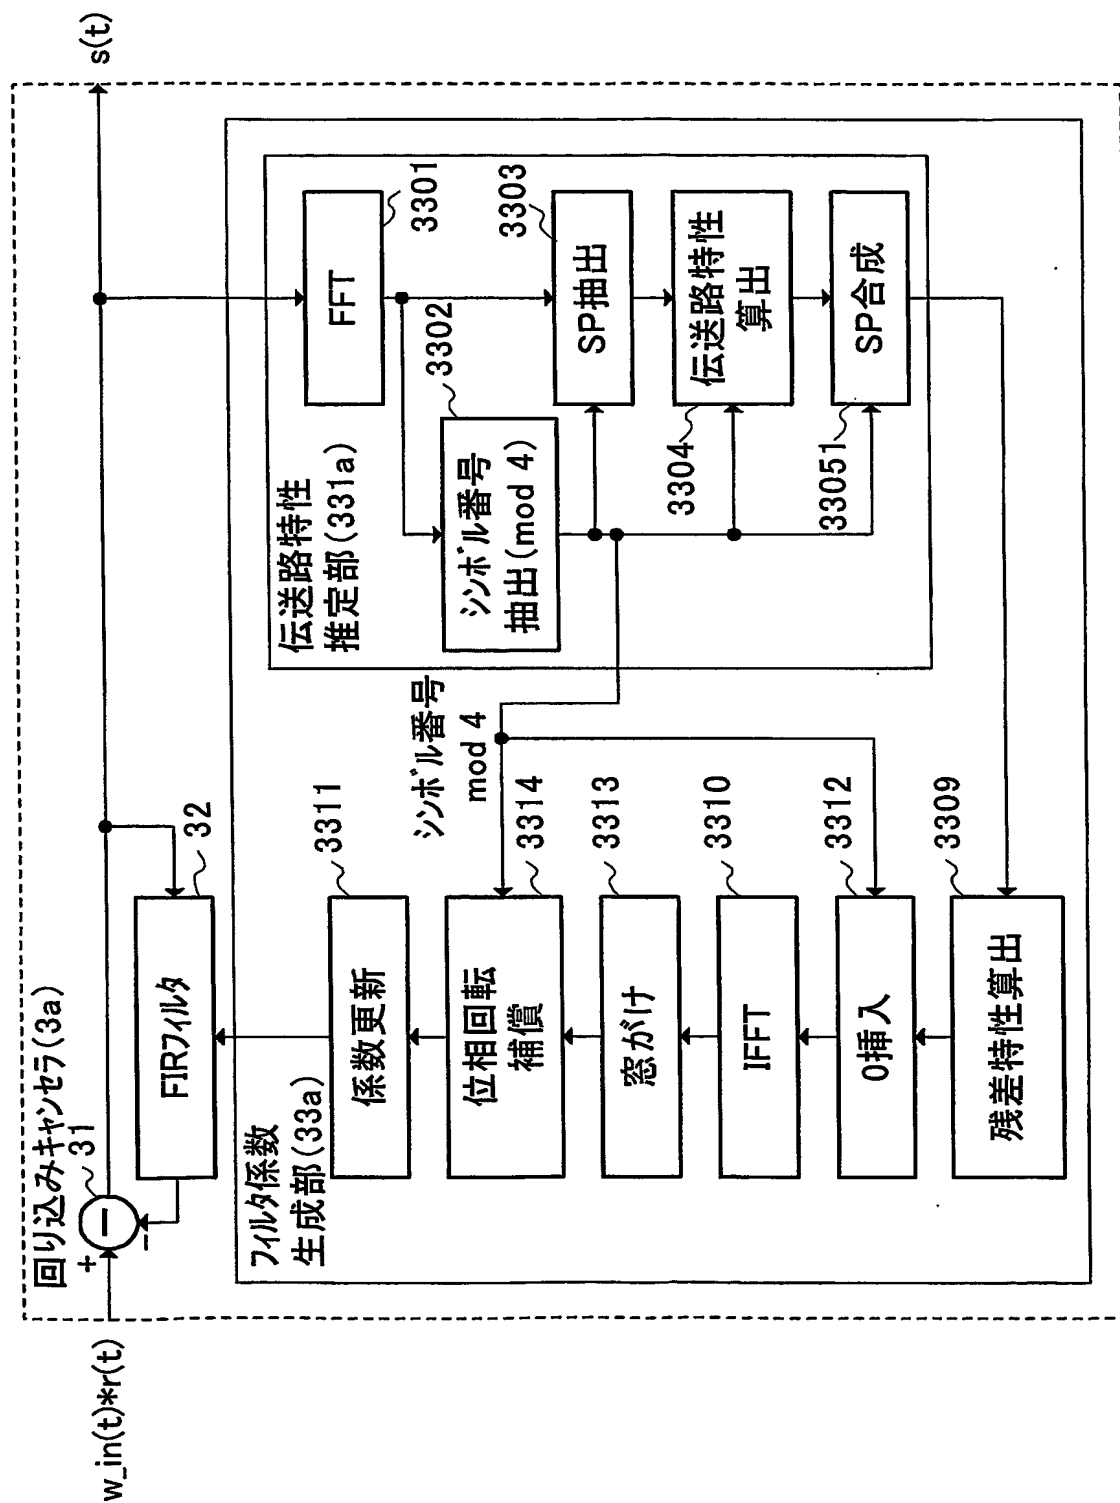 回り込みキャンセラ(3a)
w_in(t)*r(t)
+
31
−
-
s(t)
FIRフィルタ
32
フィルタ係数
生成部(33a)
係数更新
3311
位相回転
補償
3314
シンボル番号
mod 4
窓がけ
3313
IFFT
3310
0挿入
3312
残差特性算出
3309
伝送路特性
推定部(331a)
FFT
3301
シンボル番号
抽出(mod 4)
3302
SP抽出
3303
伝送路特性
算出
3304
SP合成
33051